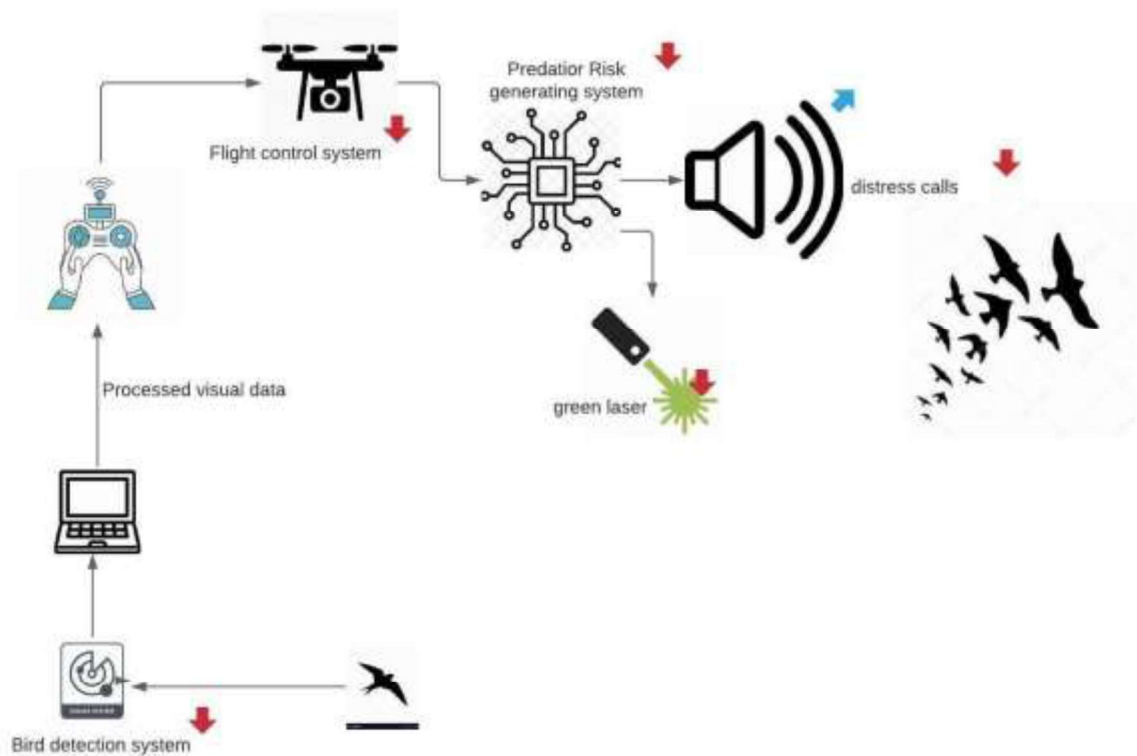 Predatior Risk
generating system
Flight control system
distress calls
Processed visual data
green laser
Bird detection system